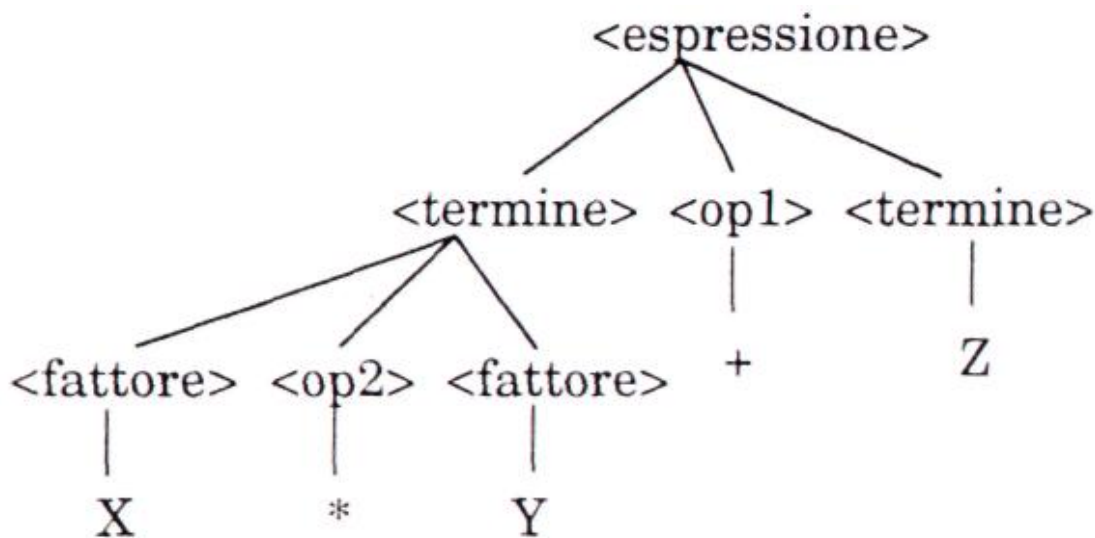 <espressione>
<termine> <op1> <termine>
<fattore> <op2> <fattore> + Z
X * Y